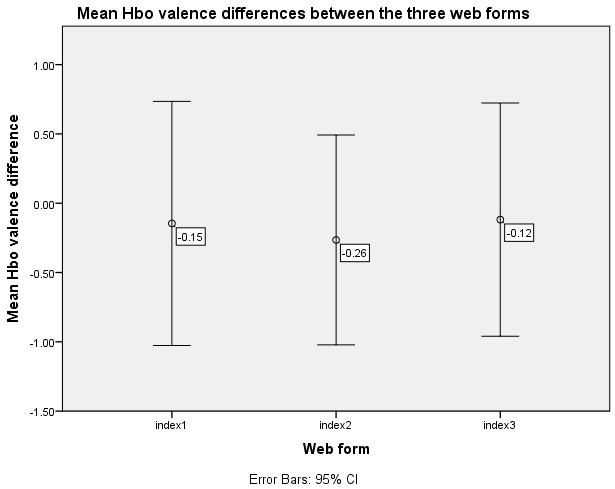 Mean Hbo valence differences between the three web forms
Mean Hbo valence difference
1.00
0.50
0.00
-0.50
-1.00
-1.50
-0.15
-0.26
-0.12
index1
index2
index3
Web form
Error Bars: 95% CI